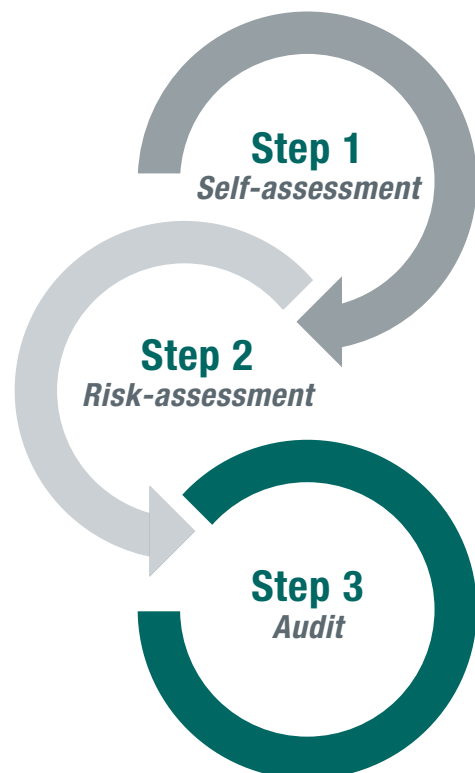 Step 1
Self-assessment
Step 2
Risk-assessment
Step 3
Audit